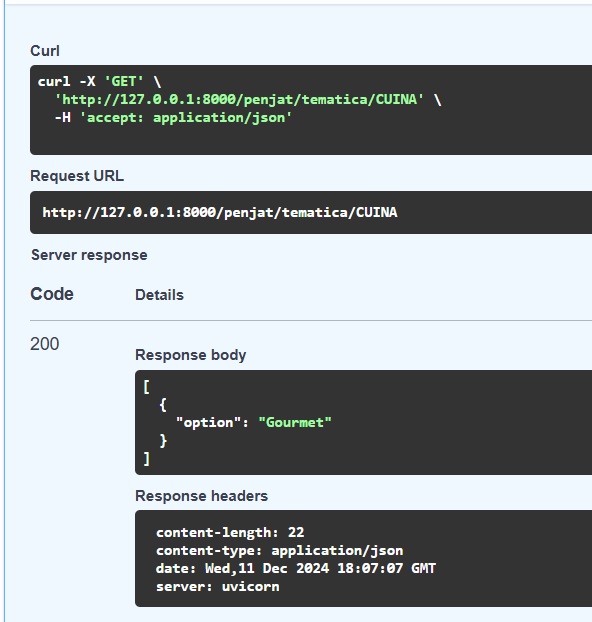 Curl
curl -X 'GET' \
'http://127.0.0.1:8000/penjat/tematica/CUINA' \
-H 'accept: application/json'
Request URL
http://127.0.0.1:8000/penjat/tematica/CUINA
Server response
Code Details
200
Response body
[
{
"option": "Gourmet"
}
]
Response headers
content-length: 22
content-type: application/json
date: Wed,11 Dec 2024 18:07:07 GMT
server: uvicorn